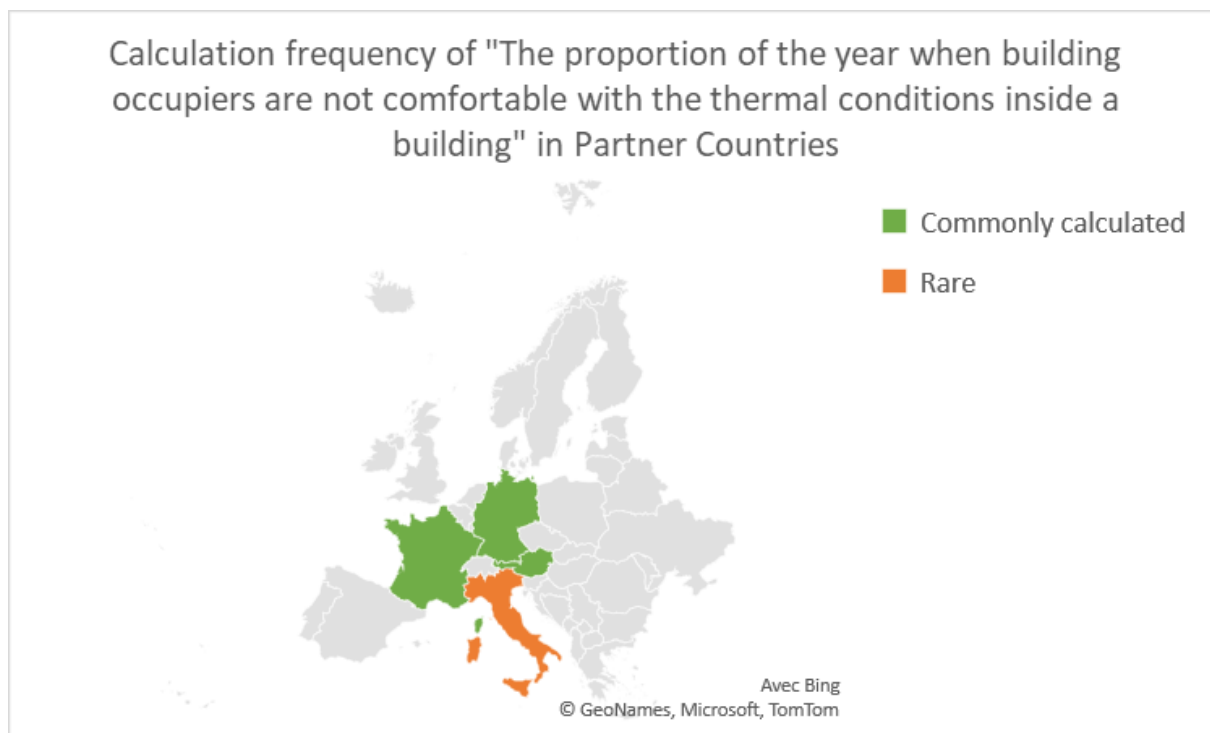 Calculation frequency of "The proportion of the year when building
occupiers are not comfortable with the thermal conditions inside a
building" in Partner Countries
Commonly calculated
Rare
Avec Bing
© GeoNames, Microsoft, TomTom